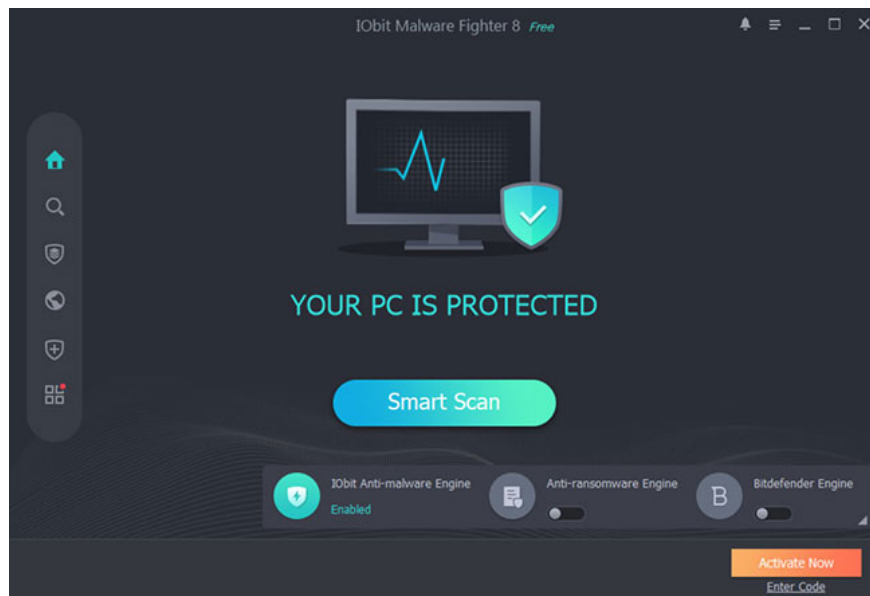 IObit Malware Fighter 8 Free
YOUR PC IS PROTECTED
Smart Scan
IObit Anti-malware Engine
Enabled
Anti-ransomware Engine
B
Bitdefender Engine
Activate Now
Enter Code